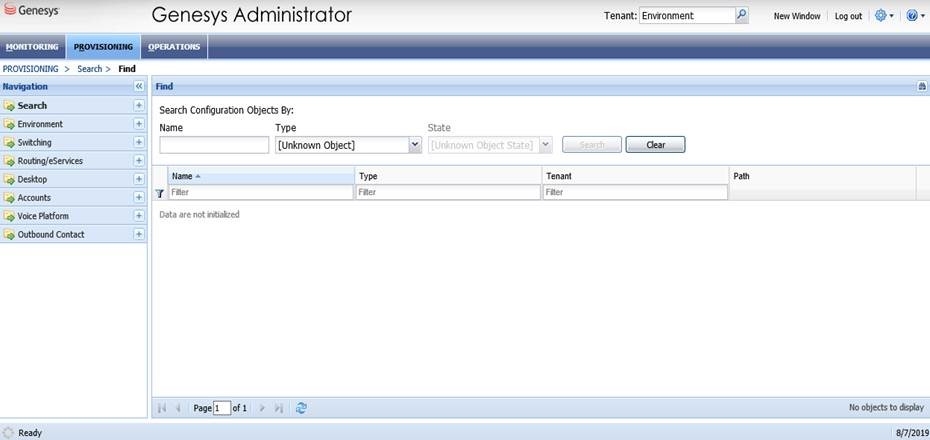 Genesys Genesys Administrator Tenant: Environment New Window Log out
MONITORING PROVISIONING OPERATIONS
PROVISIONING > Search > Find
Navigation
Search
Environment
Switching
Routing/eServices
Desktop
Accounts
Voice Platform
Outbound Contact
Find
Search Configuration Objects By:
Name Type State
[Unknown Object] [Unknown Object State] Search Clear
Name Type Tenant Path
Filter Filter Filter
Data are not initialized
Page 1 of 1 No objects to display
Ready 8/7/2019